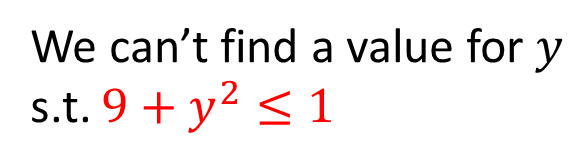 We can’t find a value for y
s.t. 9 + y² ≤ 1